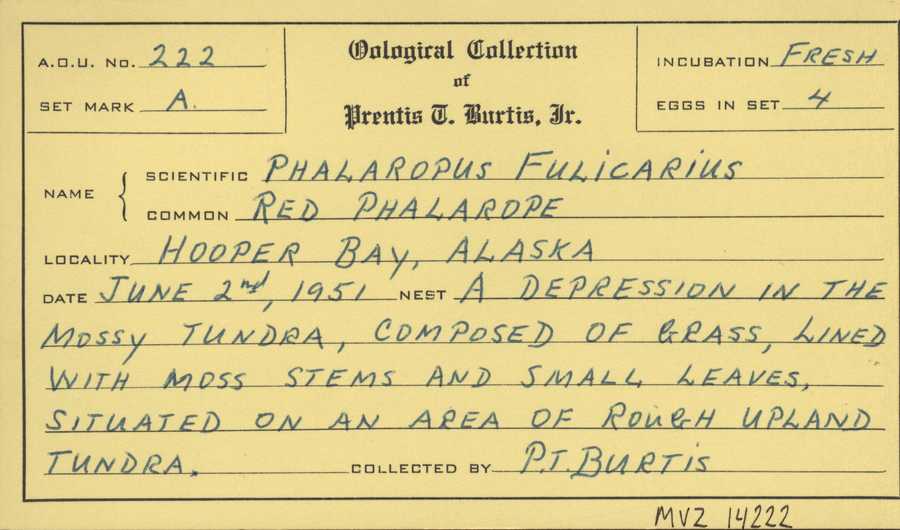 A.O.U. No. 222
SET MARK A.
Oological Collection
of
Prentis T. Burtis, Jr.
INCUBATION FRESH
EGGS IN SET 4
NAME
SCIENTIFIC PHALAROPUS FULICARIUS
COMMON RED PHALAROPE
LOCALITY HOOPER BAY, ALASKA
DATE JUNE 2nd, 1951 NEST A DEPRESSION IN THE
MOSSY TUNDRA, COMPOSED OF GRASS, LINED
WITH MOSS STEMS AND SMALL LEAVES,
SITUATED ON AN AREA OF ROUGH UPLAND
TUNDRA. COLLECTED BY P.T. BURTIS
MVZ 14222